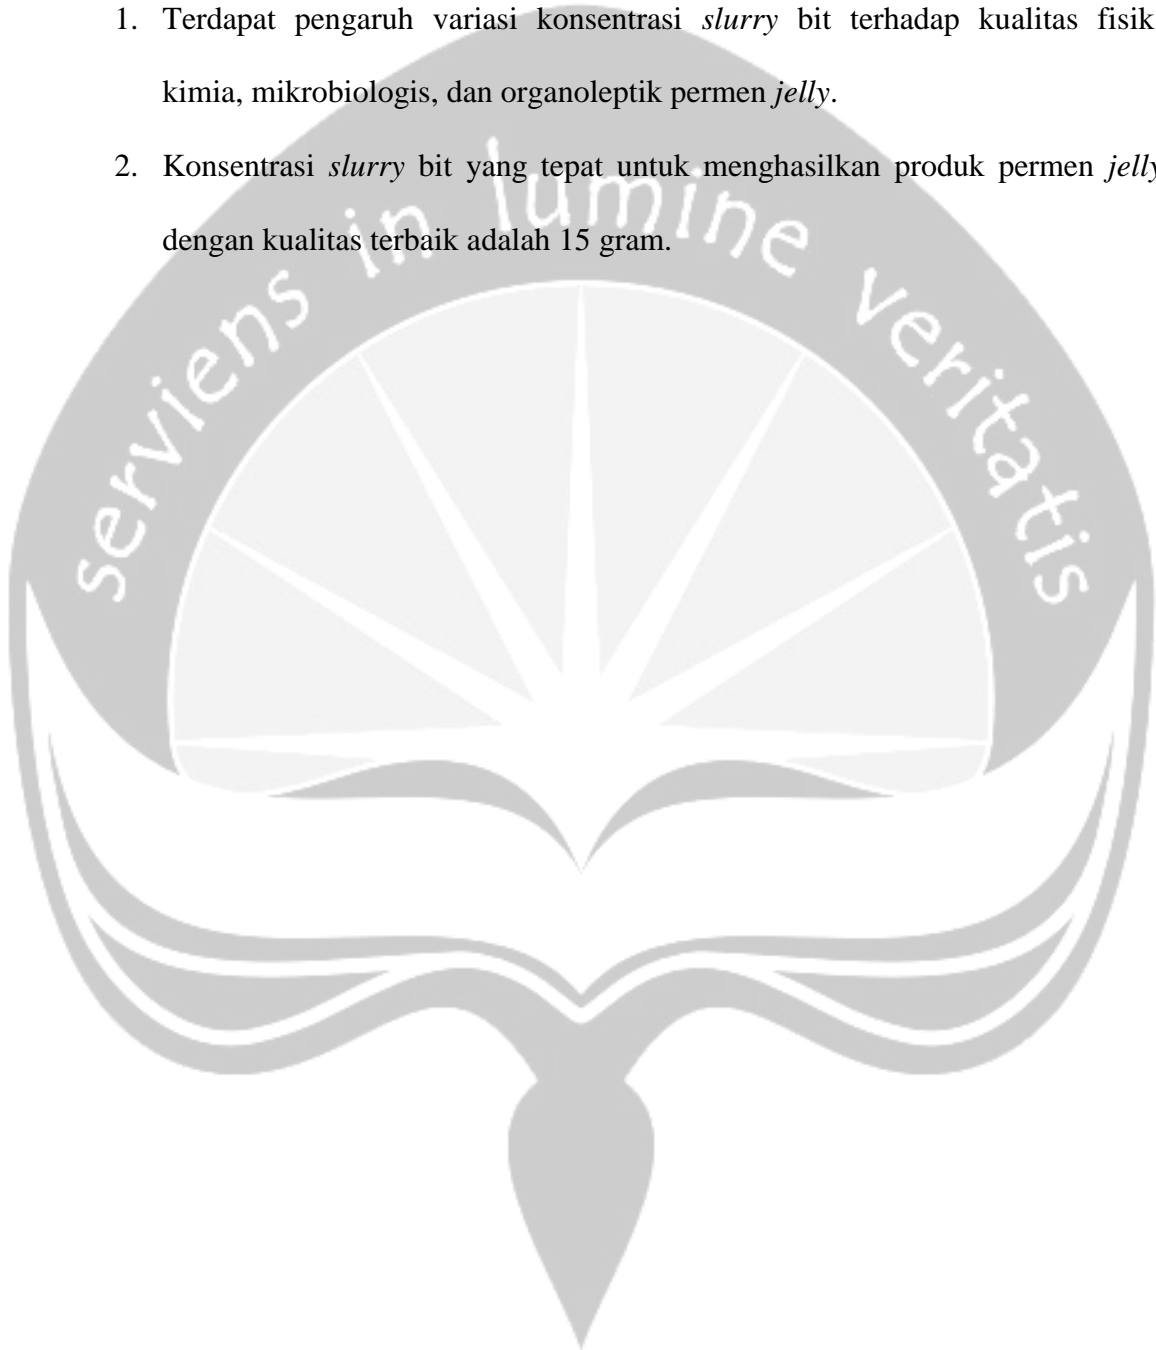 1. Terdapat pengaruh variasi konsentrasi slurry bit terhadap kualitas fisik
kimia, mikrobiologis, dan organoleptik permen jelly.
2. Konsentrasi slurry bit yang tepat untuk menghasilkan produk permen jelly
dengan kualitas terbaik adalah 15 gram.
serviens in lumine veritatis